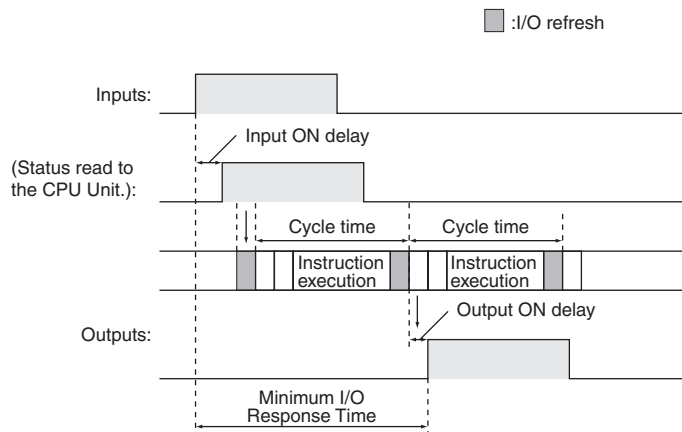 :I/O refresh
Inputs:
Input ON delay
(Status read to
the CPU Unit.):
Cycle time
Cycle time
Instruction
execution
Instruction
execution
Output ON delay
Outputs:
Minimum I/O
Response Time